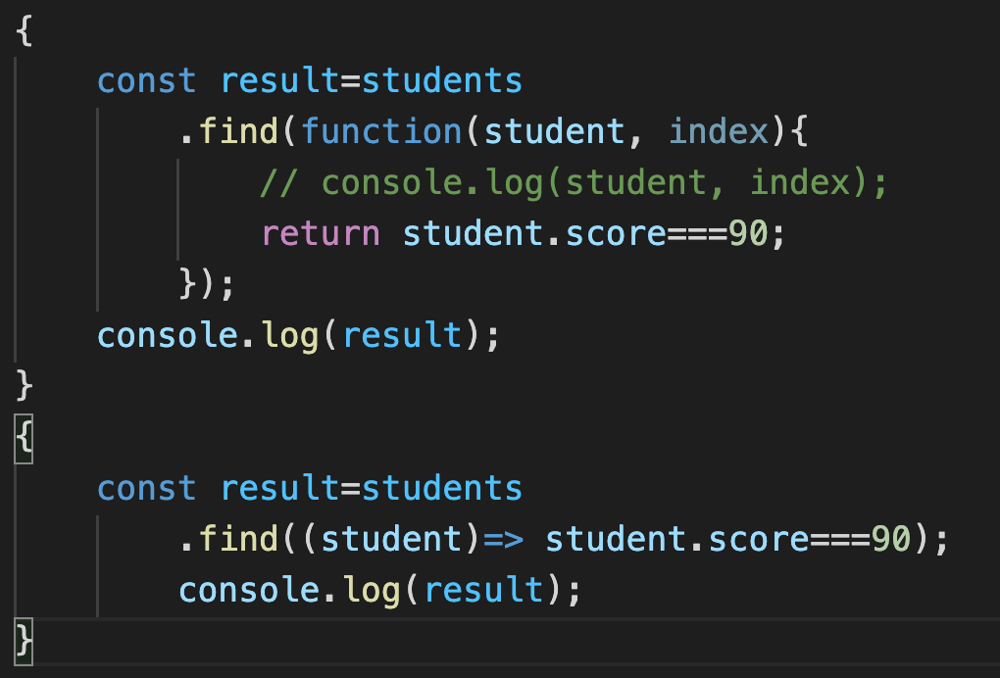 {
    const result=students
        .find(function(student, index){
            // console.log(student, index);
            return student.score===90;
        });
    console.log(result);
}
{
    const result=students
        .find((student)=> student.score===90);
        console.log(result);
}